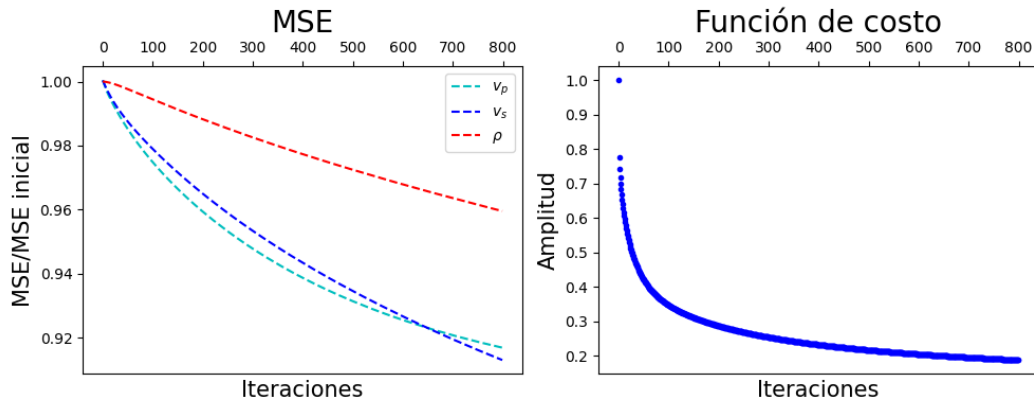 MSE
0 100 200 300 400 500 600 700 800
1.00
0.98
0.96
0.94
0.92
MSE/MSE inicial
v_p
v_s
ρ
Iteraciones
Función de costo
0 100 200 300 400 500 600 700 800
1.0
0.9
0.8
0.7
0.6
0.5
0.4
0.3
0.2
Amplitud
Iteraciones